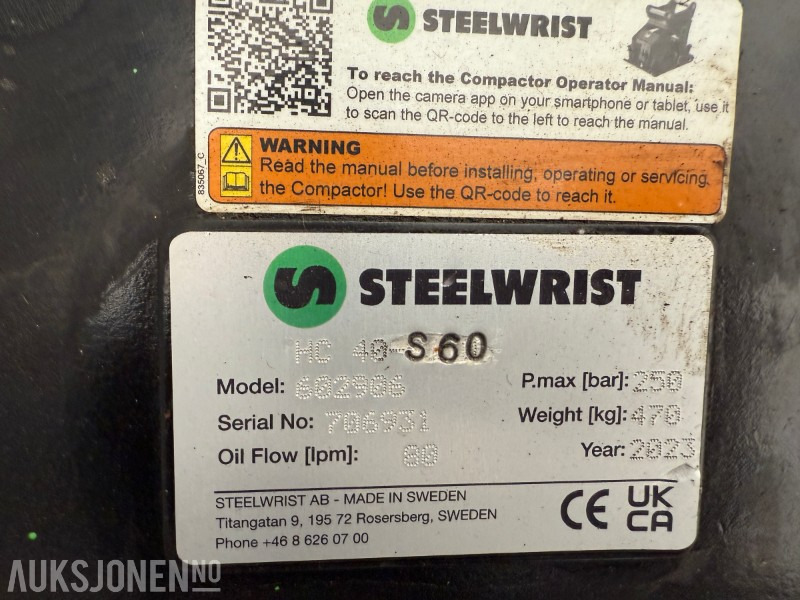 STEELWRIST
To reach the Compactor Operator Manual:
Open the camera app on your smartphone or tablet, use it
to scan the QR-code to the left to reach the manual.
835067_C
WARNING
Read the manual before installing, operating or servicing
the Compactor! Use the QR-code to reach it.
STEELWRIST
HC 40-S60
Model: 602906
P.max [bar]: 250
Serial No: 706931
Weight [kg]: 470
Oil Flow [lpm]: 80
Year: 2023
STEELWRIST AB - MADE IN SWEDEN
Titangatan 9, 195 72 Rosersberg, SWEDEN
Phone +46 8 626 07 00
CE UK
CA
AUKSJONEN.NO